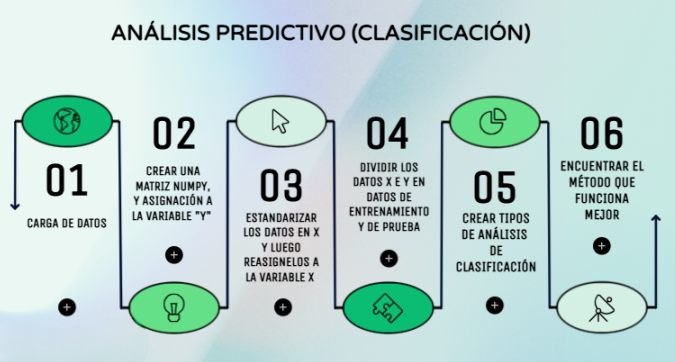 ANÁLISIS PREDICTIVO (CLASIFICACIÓN)
01
CARGA DE DATOS
02
CREAR UNA
MATRIZ NUMPY,
Y ASIGNACIÓN A
LA VARIABLE "Y"
03
ESTANDARIZAR
LOS DATOS EN X
Y LUEGO
REASIGNELOS A
LA VARIABLE X
04
DIVIDIR LOS
DATOS X E Y EN
DATOS DE
ENTRENAMIENTO
Y DE PRUEBA
05
CREAR TIPOS
DE ANÁLISIS
DE
CLASIFICACIÓN
06
ENCUENTRAR EL
MÉTODO QUE
FUNCIONA
MEJOR